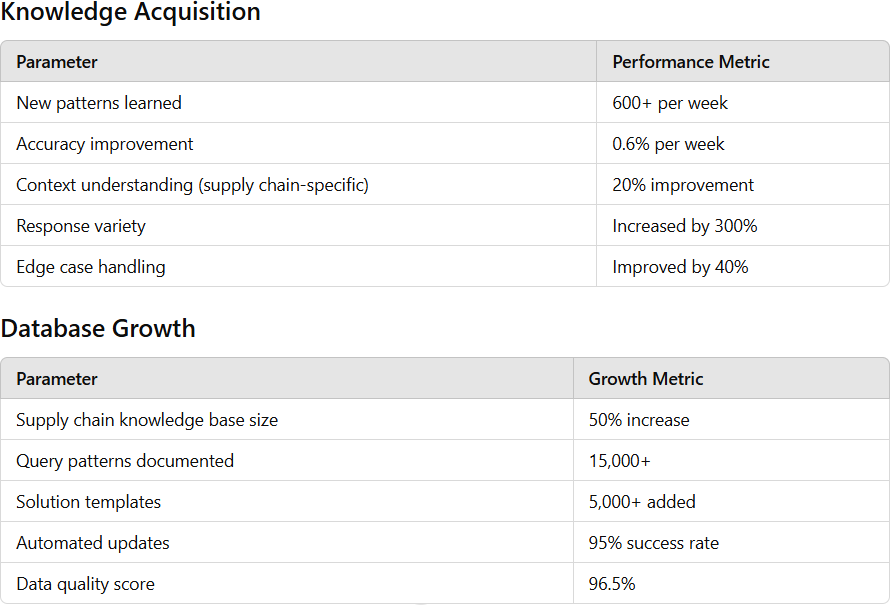 Knowledge Acquisition
Parameter Performance Metric
New patterns learned 600+ per week
Accuracy improvement 0.6% per week
Context understanding (supply chain-specific) 20% improvement
Response variety Increased by 300%
Edge case handling Improved by 40%
Database Growth
Parameter Growth Metric
Supply chain knowledge base size 50% increase
Query patterns documented 15,000+
Solution templates 5,000+ added
Automated updates 95% success rate
Data quality score 96.5%